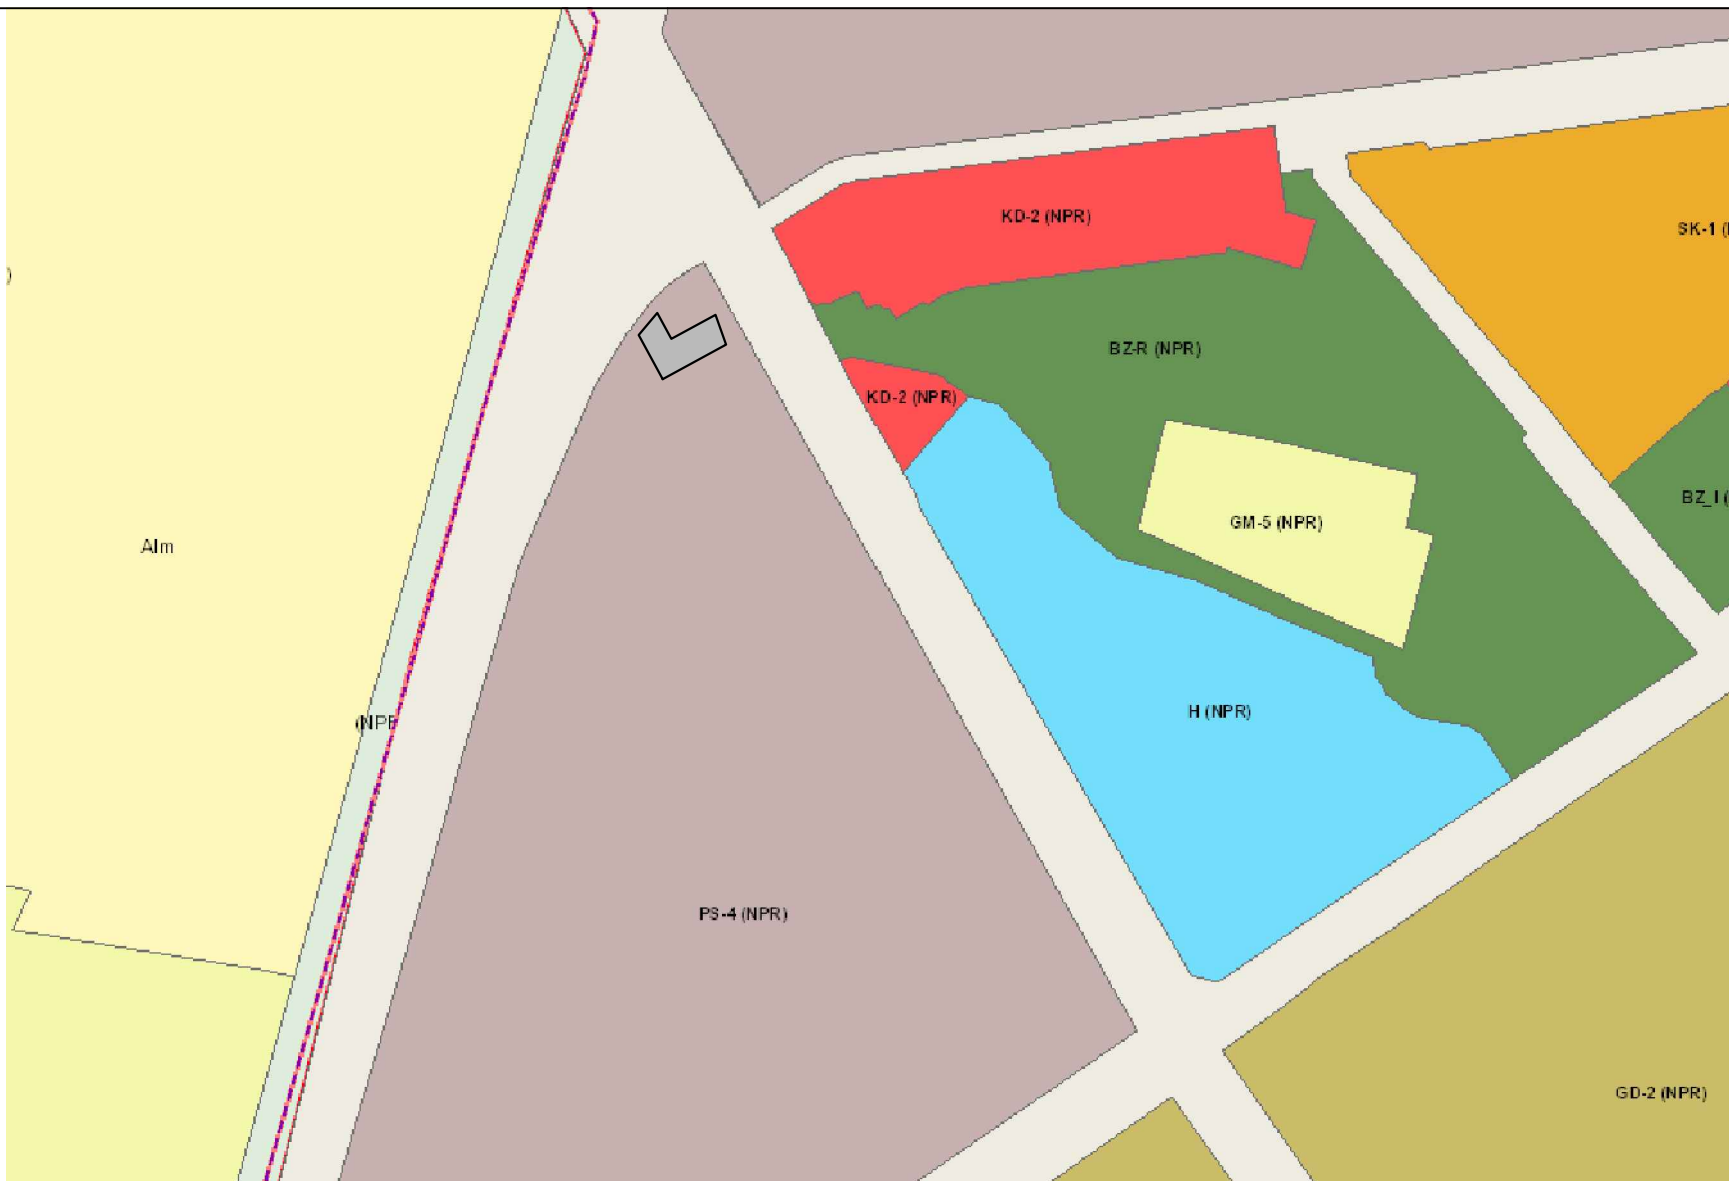 KD-2 (NPR)
SK-1 (
)
BZ-R (NPR)
KD-2 (NPR)
BZ_I (
GM-5 (NPR)
Alm
H (NPR)
(NPF
PS-4 (NPR)
GD-2 (NPR)